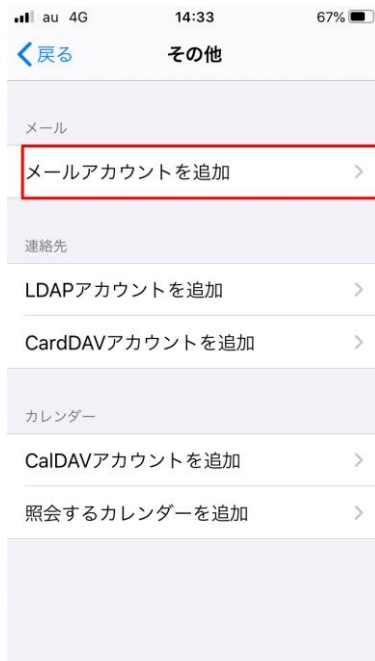 au 4G 14:33 67%
戻る その他
メール
メールアカウントを追加
連絡先
LDAPアカウントを追加
CardDAVアカウントを追加
カレンダー
CalDAVアカウントを追加
照会するカレンダーを追加